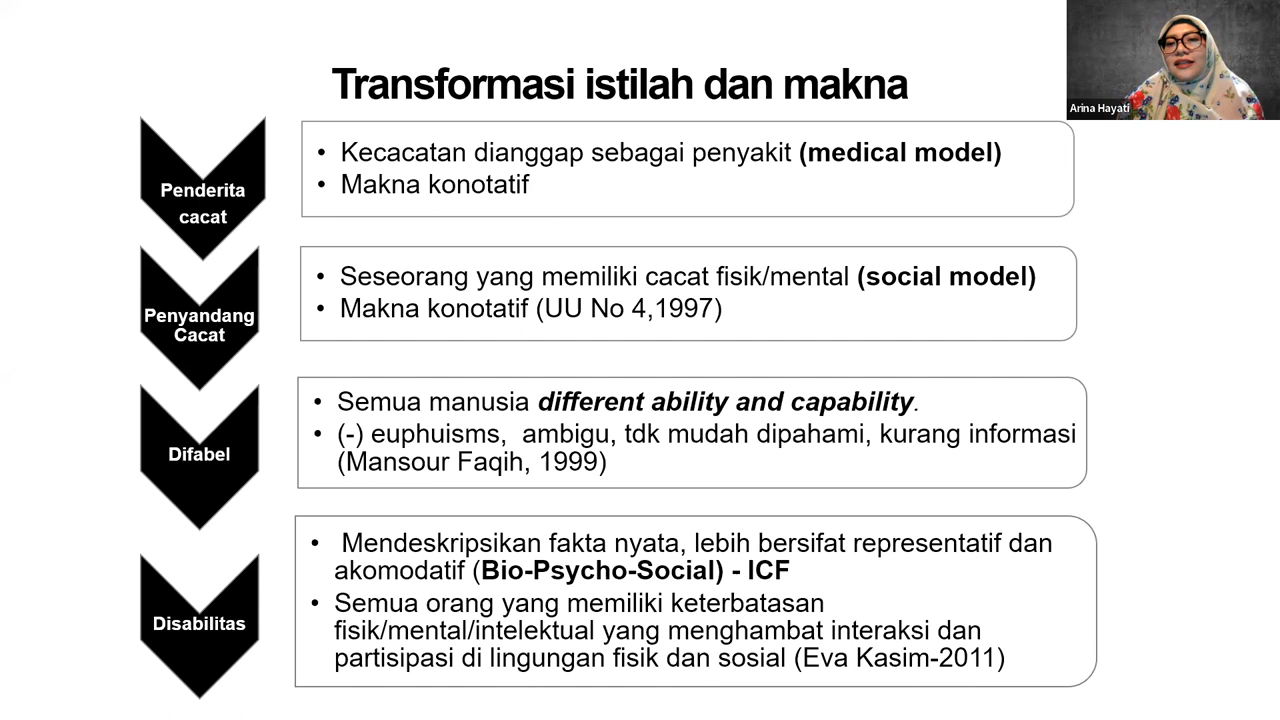 Transformasi istilah dan makna
Arina Hayati
Penderita
cacat
• Kecacatan dianggap sebagai penyakit (medical model)
• Makna konotatif
Penyandang
Cacat
• Seseorang yang memiliki cacat fisik/mental (social model)
• Makna konotatif (UU No 4,1997)
Difabel
• Semua manusia different ability and capability.
• (-) euphuisms, ambigu, tdk mudah dipahami, kurang informasi
(Mansour Faqih, 1999)
Disabilitas
• Mendeskripsikan fakta nyata, lebih bersifat representatif dan
akomodatif (Bio-Psycho-Social) - ICF
• Semua orang yang memiliki keterbatasan
fisik/mental/intelektual yang menghambat interaksi dan
partisipasi di lingungan fisik dan sosial (Eva Kasim-2011)